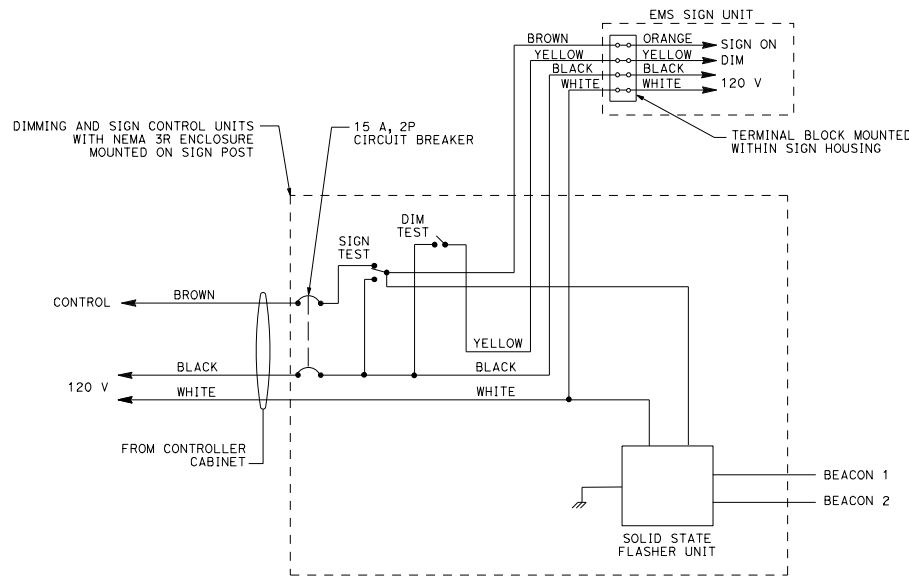 EMS SIGN UNIT
BROWN
ORANGE
SIGN ON
YELLOW
YELLOW
DIM
BLACK
BLACK
120 V
WHITE
WHITE
DIMMING AND SIGN CONTROL UNITS
WITH NEMA 3R ENCLOSURE
MOUNTED ON SIGN POST
15 A, 2P
CIRCUIT BREAKER
TERMINAL BLOCK MOUNTED
WITHIN SIGN HOUSING
DIM
TEST
SIGN
TEST
CONTROL
BROWN
YELLOW
BLACK
BLACK
120 V
WHITE
WHITE
FROM CONTROLLER
CABINET
BEACON 1
BEACON 2
SOLID STATE
FLASHER UNIT